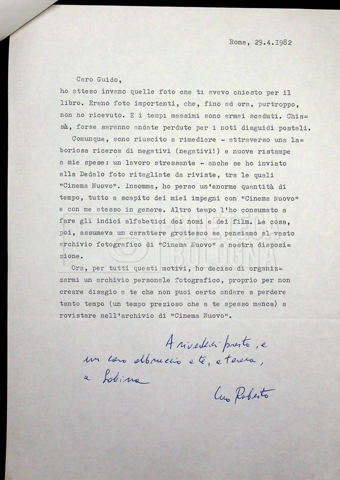 Roma, 29.4.1982
Caro Guido,
ho atteso invano quelle foto che ti avevo chiesto per il
libro. Erano foto importanti, che, fino ad ora, purtroppo,
non ho ricevuto. E i tempi massimi sono ormai scaduti. Chis=
sà, forse saranno andate perdute per i noti disguidi postali.
Comunque, sono riuscito a rimediare - attraverso una la=
boriosa ricerca di negativi (negativi!) e nuove ristampe
a mie spese: un lavoro stressante - anche se ho inviato
alla Dedalo foto ritagliate da riviste, tra le quali
"Cinema Nuovo". Insomma, ho perso un'enorme quantità di
tempo, tutto a scapito dei miei impegni con "Cinema Nuovo"
e con me stesso in genere. Altro tempo l'ho consumato a
fare gli indici alfabetici dei nomi e dei film. La cosa,
poi, assumeva un carattere grottesco se pensiamo al vasto
archivio fotografico di "Cinema Nuovo" a nostra disposi=
zione.
Ora, per tutti questi motivi, ho deciso di organiz=
zarmi un archivio personale fotografico, proprio per non
creare disagio a te che non puoi certo andare a perdere
tanto tempo (un tempo prezioso che a te spesso manca) a
rovistare nell'archivio di "Cinema Nuovo".
A rivederci presto, e
un caro abbraccio a te, a Teresa,
a Sabina
Tuo Roberto
BOLOGNA